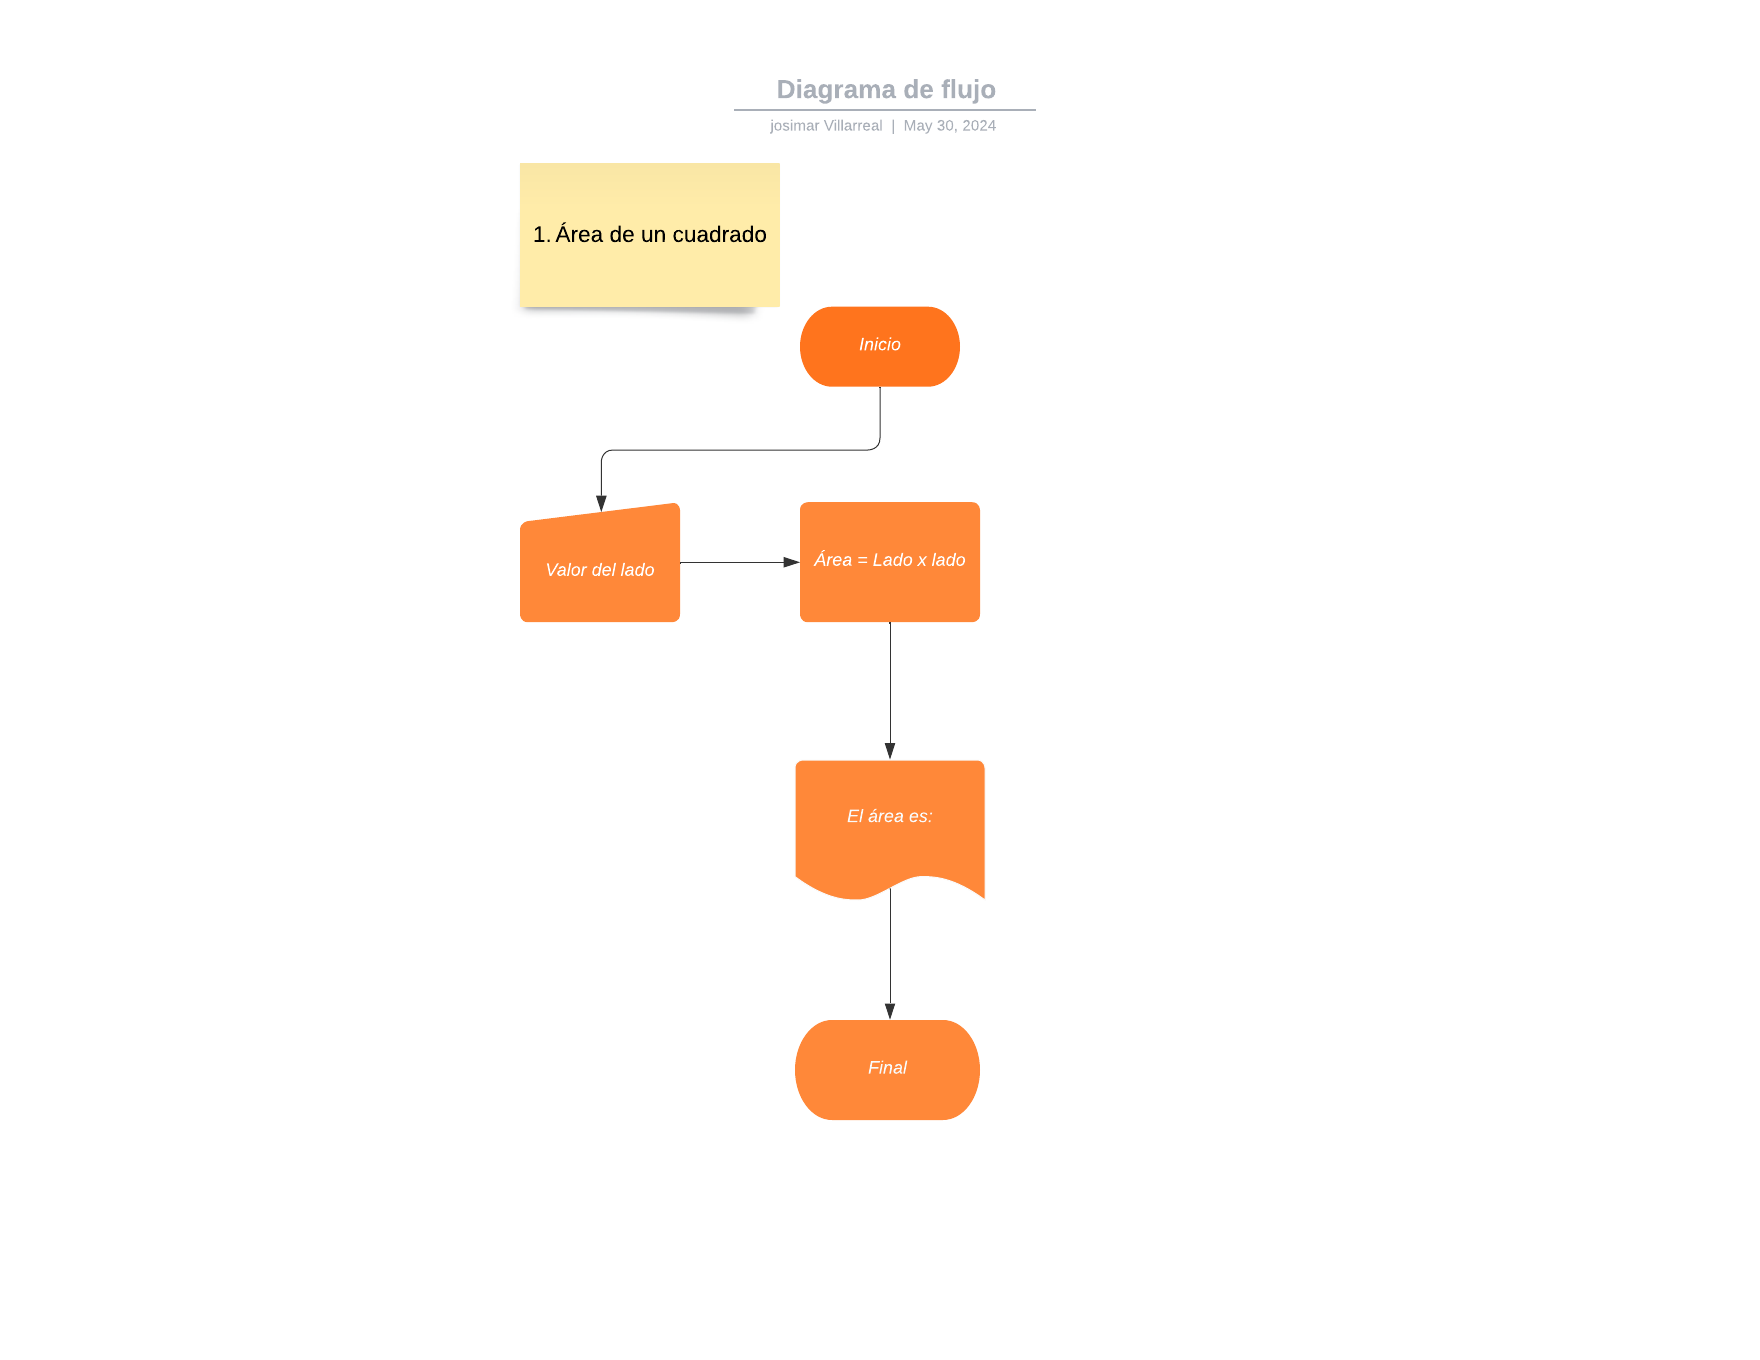 Diagrama de flujo
josimar Villarreal | May 30, 2024
1. Área de un cuadrado
Inicio
Valor del lado
Área = Lado x lado
El área es:
Final